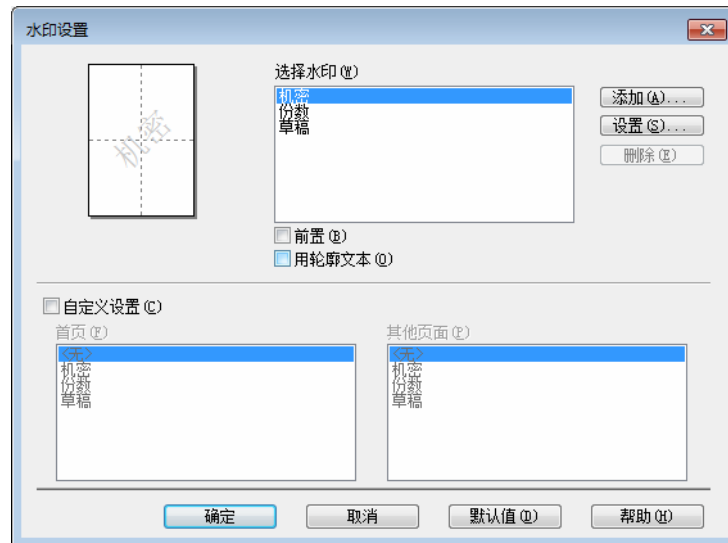 水印设置
选择水印(W)
机密
份数
草稿
添加(A)...
设置(S)...
删除(E)
机密
前置(B)
用轮廓文本(O)
自定义设置(C)
首页(F)
<无>
机密
份数
草稿
其他页面(P)
<无>
机密
份数
草稿
确定
取消
默认值(D)
帮助(H)